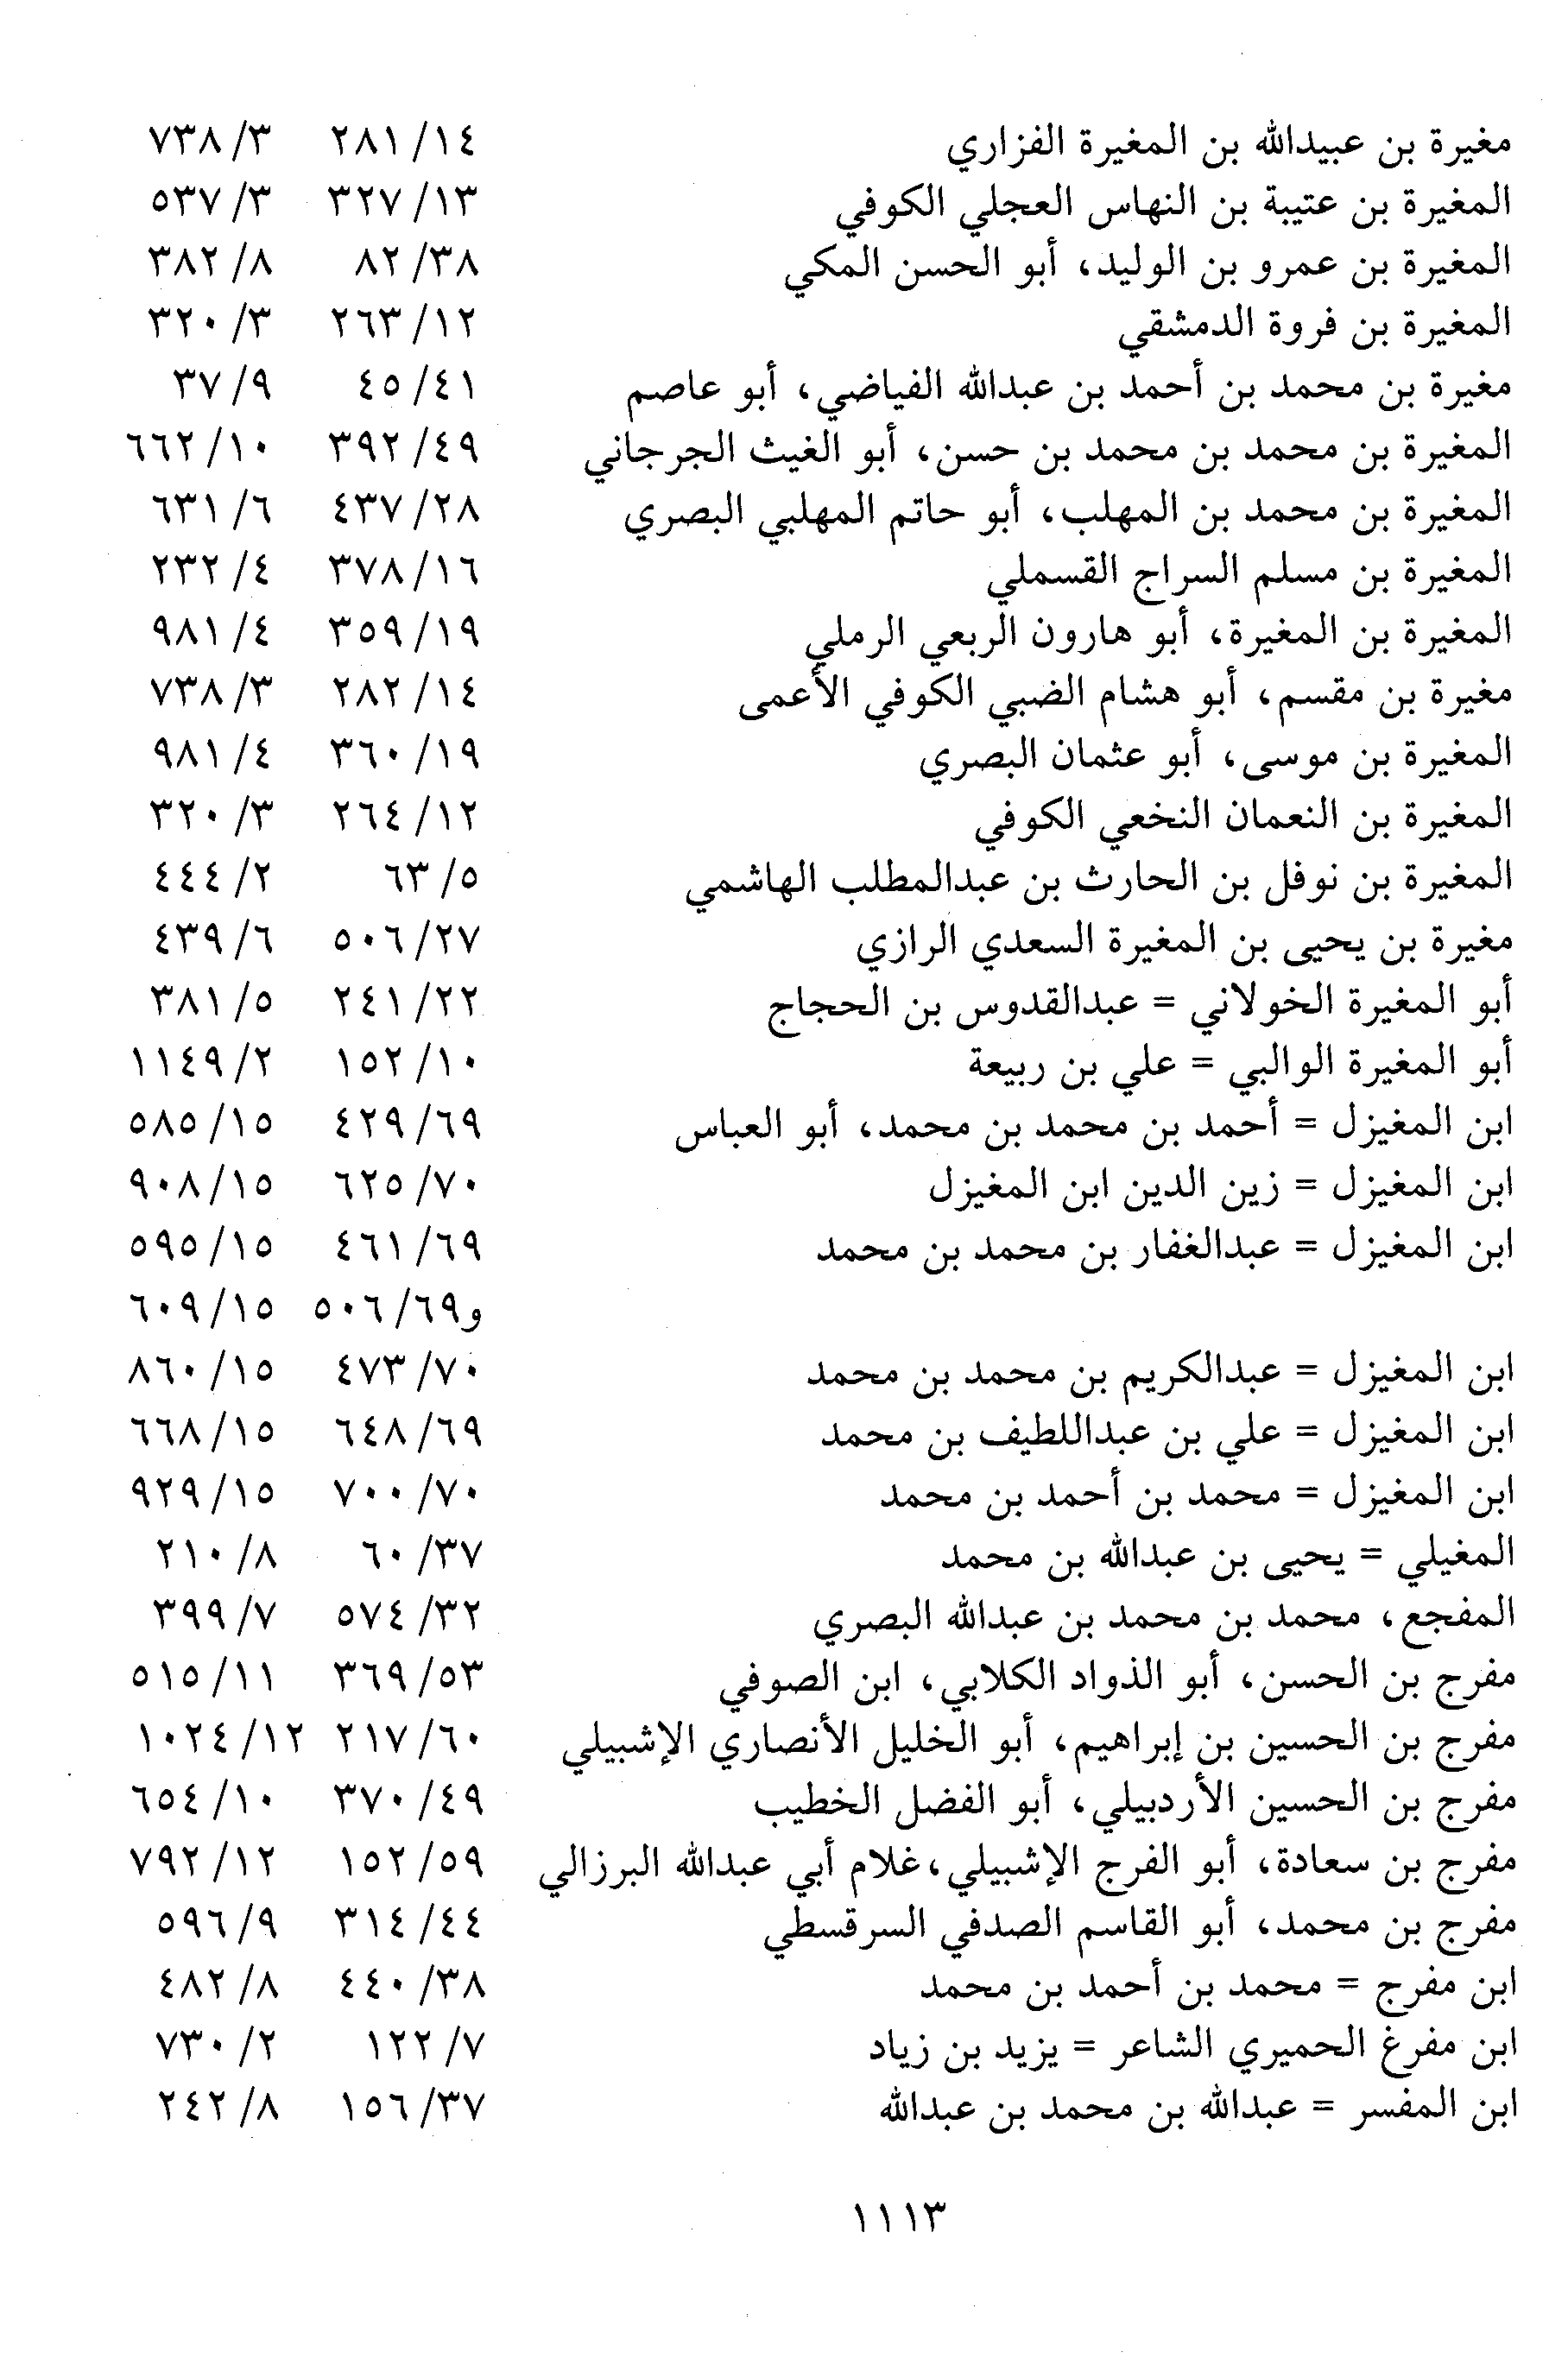 مغيرة بن عبيدالله بن المغيرة الفزاري ١٤/ ٢٨١ ٣/ ٧٣٨
المغيرة بن عتيبة بن النهاس العجلي الكوفي ١٣/ ٣٢٧ ٣/ ٥٣٧
المغيرة بن عمرو بن الوليد، أبو الحسن المكي ٣٨/ ٨٢ ٨/ ٣٨٢
المغيرة بن فروة الدمشقي ١٢/ ٢٦٣ ٣/ ٣٢٠
مغيرة بن محمد بن أحمد بن عبدالله الفياضي، أبو عاصم ٤١/ ٤٥ ٩/ ٣٧
المغيرة بن محمد بن محمد بن حسن، أبو الغيث الجرجاني ٤٩/ ٣٩٢ ١٠/ ٦٦٢
المغيرة بن محمد بن المهلب، أبو حاتم المهلبي البصري ٢٨/ ٤٣٧ ٦/ ٦٣١
المغيرة بن مسلم السراج القسملي ١٦/ ٣٧٨ ٤/ ٢٣٢
المغيرة بن المغيرة، أبو هارون الربعي الرملي ١٩/ ٣٥٩ ٤/ ٩٨١
مغيرة بن مقسم، أبو هشام الضبي الكوفي الأعمى ١٤/ ٢٨٢ ٣/ ٧٣٨
المغيرة بن موسى، أبو عثمان البصري ١٩/ ٣٦٠ ٤/ ٩٨١
المغيرة بن النعمان النخعي الكوفي ١٢/ ٢٦٤ ٣/ ٣٢٠
المغيرة بن نوفل بن الحارث بن عبدالمطلب الهاشمي ٥/ ٦٣ ٢/ ٤٤٤
مغيرة بن يحيى بن المغيرة السعدي الرازي ٢٧/ ٥٠٦ ٦/ ٤٣٩
أبو المغيرة الخولاني = عبدالقدوس بن الحجاج ٢٢/ ٢٤١ ٥/ ٣٨١
أبو المغيرة الوالبي = علي بن ربيعة ١٠/ ١٥٢ ٢/ ١١٤٩
ابن المغيزل = أحمد بن محمد بن محمد، أبو العباس ٦٩/ ٤٢٩ ١٥/ ٥٨٥
ابن المغيزل = زين الدين ابن المغيزل ٧٠/ ٦٢٥ ١٥/ ٩٠٨
ابن المغيزل = عبدالغفار بن محمد بن محمد ٦٩/ ٤٦١ ١٥/ ٥٩٥
و٦٩/ ٥٠٦ ١٥/ ٦٠٩
ابن المغيزل = عبدالكريم بن محمد بن محمد ٧٠/ ٤٧٣ ١٥/ ٨٦٠
ابن المغيزل = علي بن عبداللطيف بن محمد ٦٩/ ٦٤٨ ١٥/ ٦٦٨
ابن المغيزل = محمد بن أحمد بن محمد ٧٠/ ٧٠٠ ١٥/ ٩٢٩
المغيلي = يحيى بن عبدالله بن محمد ٣٧/ ٦٠ ٨/ ٢١٠
المفجع، محمد بن محمد بن عبدالله البصري ٣٢/ ٥٧٤ ٧/ ٣٩٩
مفرج بن الحسن، أبو الذواد الكلابي، ابن الصوفي ٥٣/ ٣٦٩ ١١/ ٥١٥
مفرج بن الحسين بن إبراهيم، أبو الخليل الأنصاري الإشبيلي ٦٠/ ٢١٧ ١٢/ ١٠٢٤
مفرج بن الحسين الأردبيلي، أبو الفضل الخطيب ٤٩/ ٣٧٠ ١٠/ ٦٥٤
مفرج بن سعادة، أبو الفرج الإشبيلي،غلام أبي عبدالله البرزالي ٥٩/ ١٥٢ ١٢/ ٧٩٢
مفرج بن محمد، أبو القاسم الصدفي السرقسطي ٤٤/ ٣١٤ ٩/ ٥٩٦
ابن مفرج = محمد بن أحمد بن محمد ٣٨/ ٤٤٠ ٨/ ٤٨٢
ابن مفرغ الحميري الشاعر = يزيد بن زياد ٧/ ١٢٢ ٢/ ٧٣٠
ابن المفسر = عبدالله بن محمد بن عبدالله ٣٧/ ١٥٦ ٨/ ٢٤٢
١١١٣